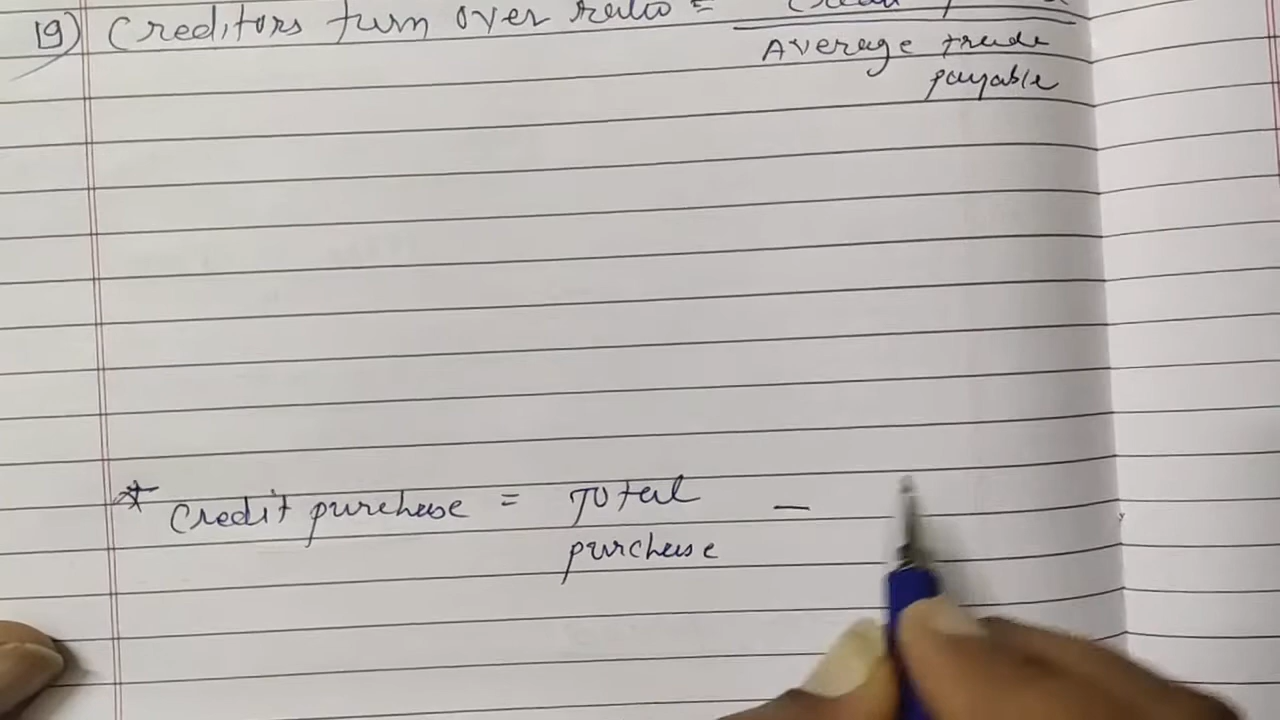 19) Creditors turn over ratio =
Average trade
payable
* Credit purchase = Total –
purchase